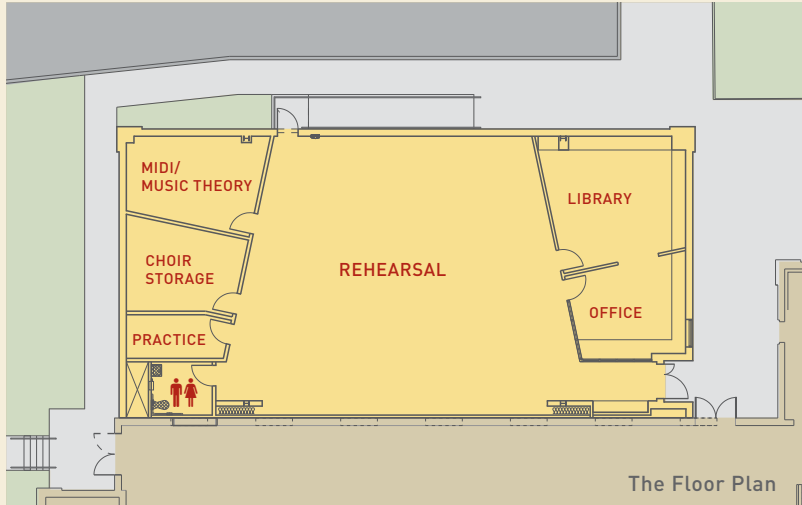 MIDI/
MUSIC THEORY
LIBRARY
CHOIR
STORAGE
REHEARSAL
OFFICE
PRACTICE
The Floor Plan